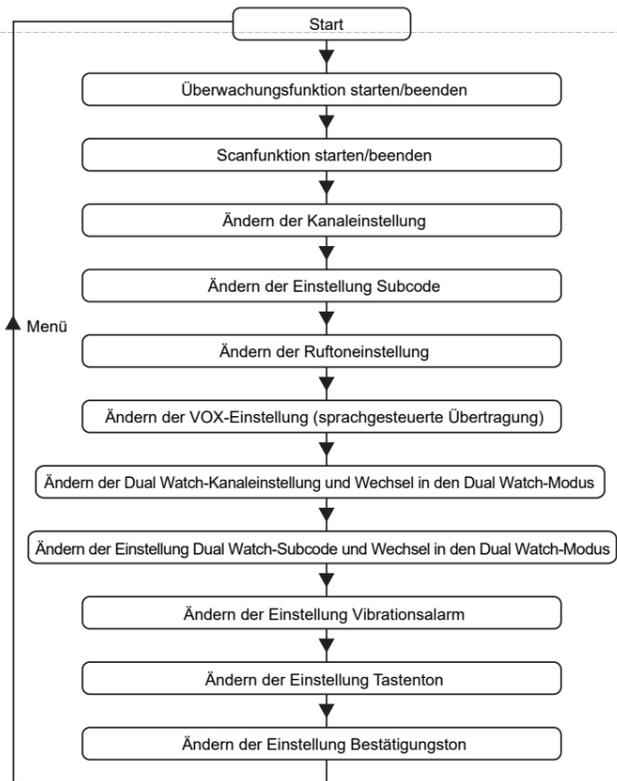 Start
Überwachungsfunktion starten/beenden
Scanfunktion starten/beenden
Ändern der Kanaleinstellung
Ändern der Einstellung Subcode
Menü
Ändern der Ruftoneinstellung
Ändern der VOX-Einstellung (sprachgesteuerte Übertragung)
Ändern der Dual Watch-Kanaleinstellung und Wechsel in den Dual Watch-Modus
Ändern der Einstellung Dual Watch-Subcode und Wechsel in den Dual Watch-Modus
Ändern der Einstellung Vibrationsalarm
Ändern der Einstellung Tastenton
Ändern der Einstellung Bestätigungston